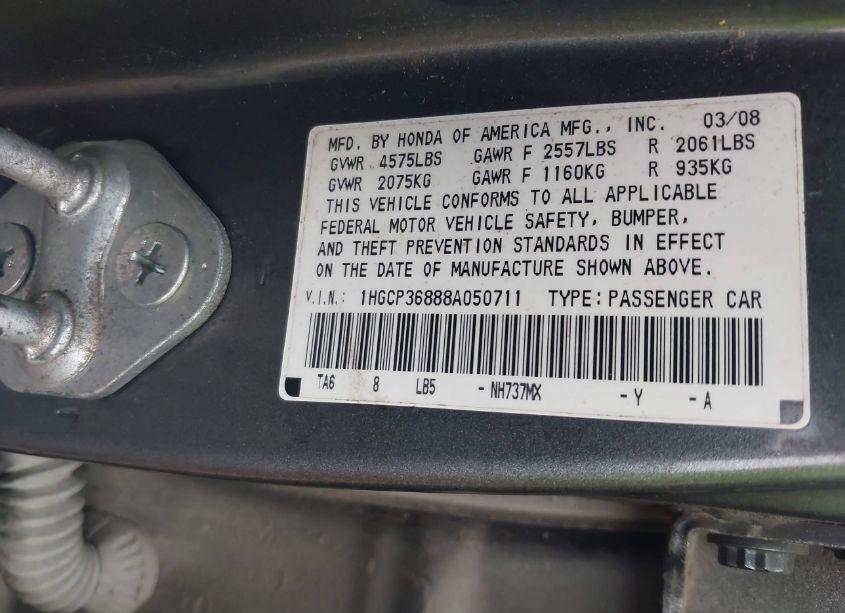 MFD. BY HONDA OF AMERICA MFG., INC. 03/08
GVWR 4575LBS GAWR F 2557LBS R 2061LBS
GVWR 2075KG GAWR F 1160KG R 935KG
THIS VEHICLE CONFORMS TO ALL APPLICABLE
FEDERAL MOTOR VEHICLE SAFETY, BUMPER,
AND THEFT PREVENTION STANDARDS IN EFFECT
ON THE DATE OF MANUFACTURE SHOWN ABOVE.
V.I.N.: 1HGCP36888A050711 TYPE: PASSENGER CAR
TA6 8 LB5 - NH737MX - Y - A